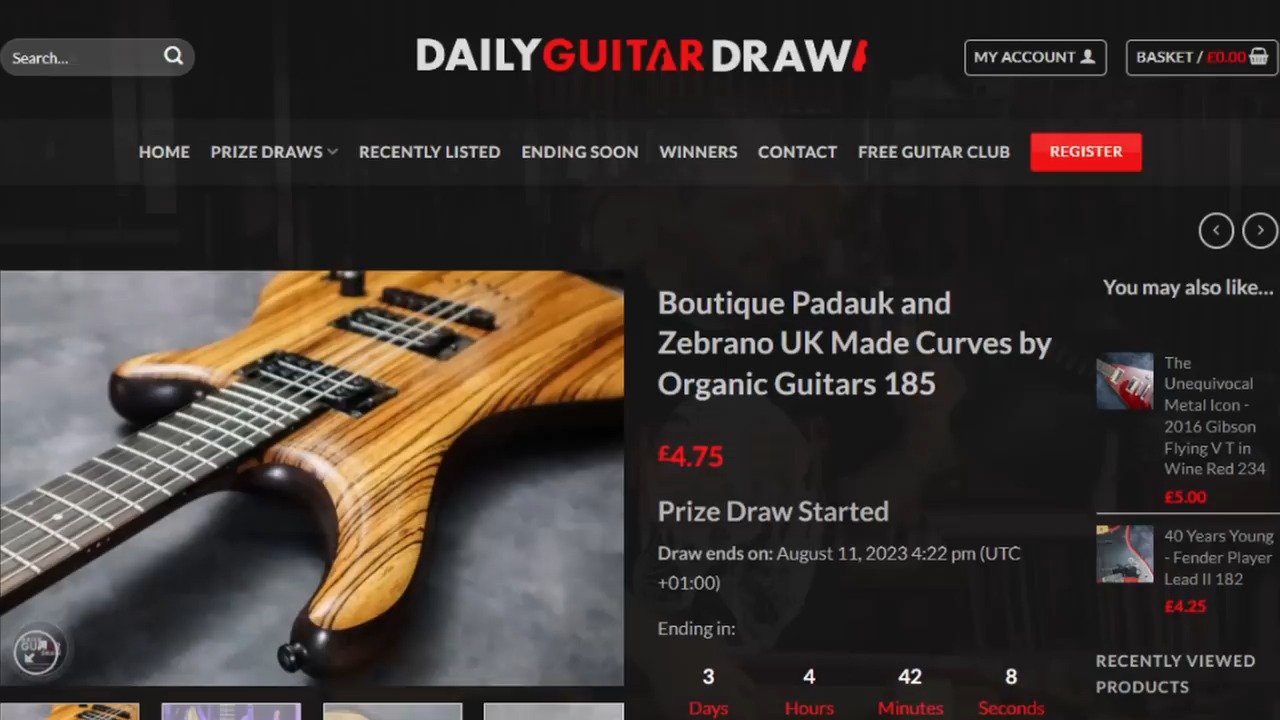 Search...
DAILYGUITARDRAW
MY ACCOUNT
BASKET / £0.00
HOME
PRIZE DRAWS
RECENTLY LISTED
ENDING SOON
WINNERS
CONTACT
FREE GUITAR CLUB
REGISTER
Boutique Padauk and
Zebrano UK Made Curves by
Organic Guitars 185
£4.75
Prize Draw Started
Draw ends on: August 11, 2023 4:22 pm (UTC
+01:00)
Ending in:
3 4 42 8
Days Hours Minutes Seconds
You may also like...
The
Unequivocal
Metal Icon -
2016 Gibson
Flying V T in
Wine Red 234
£5.00
40 Years Young
- Fender Player
Lead II 182
£4.25
RECENTLY VIEWED
PRODUCTS